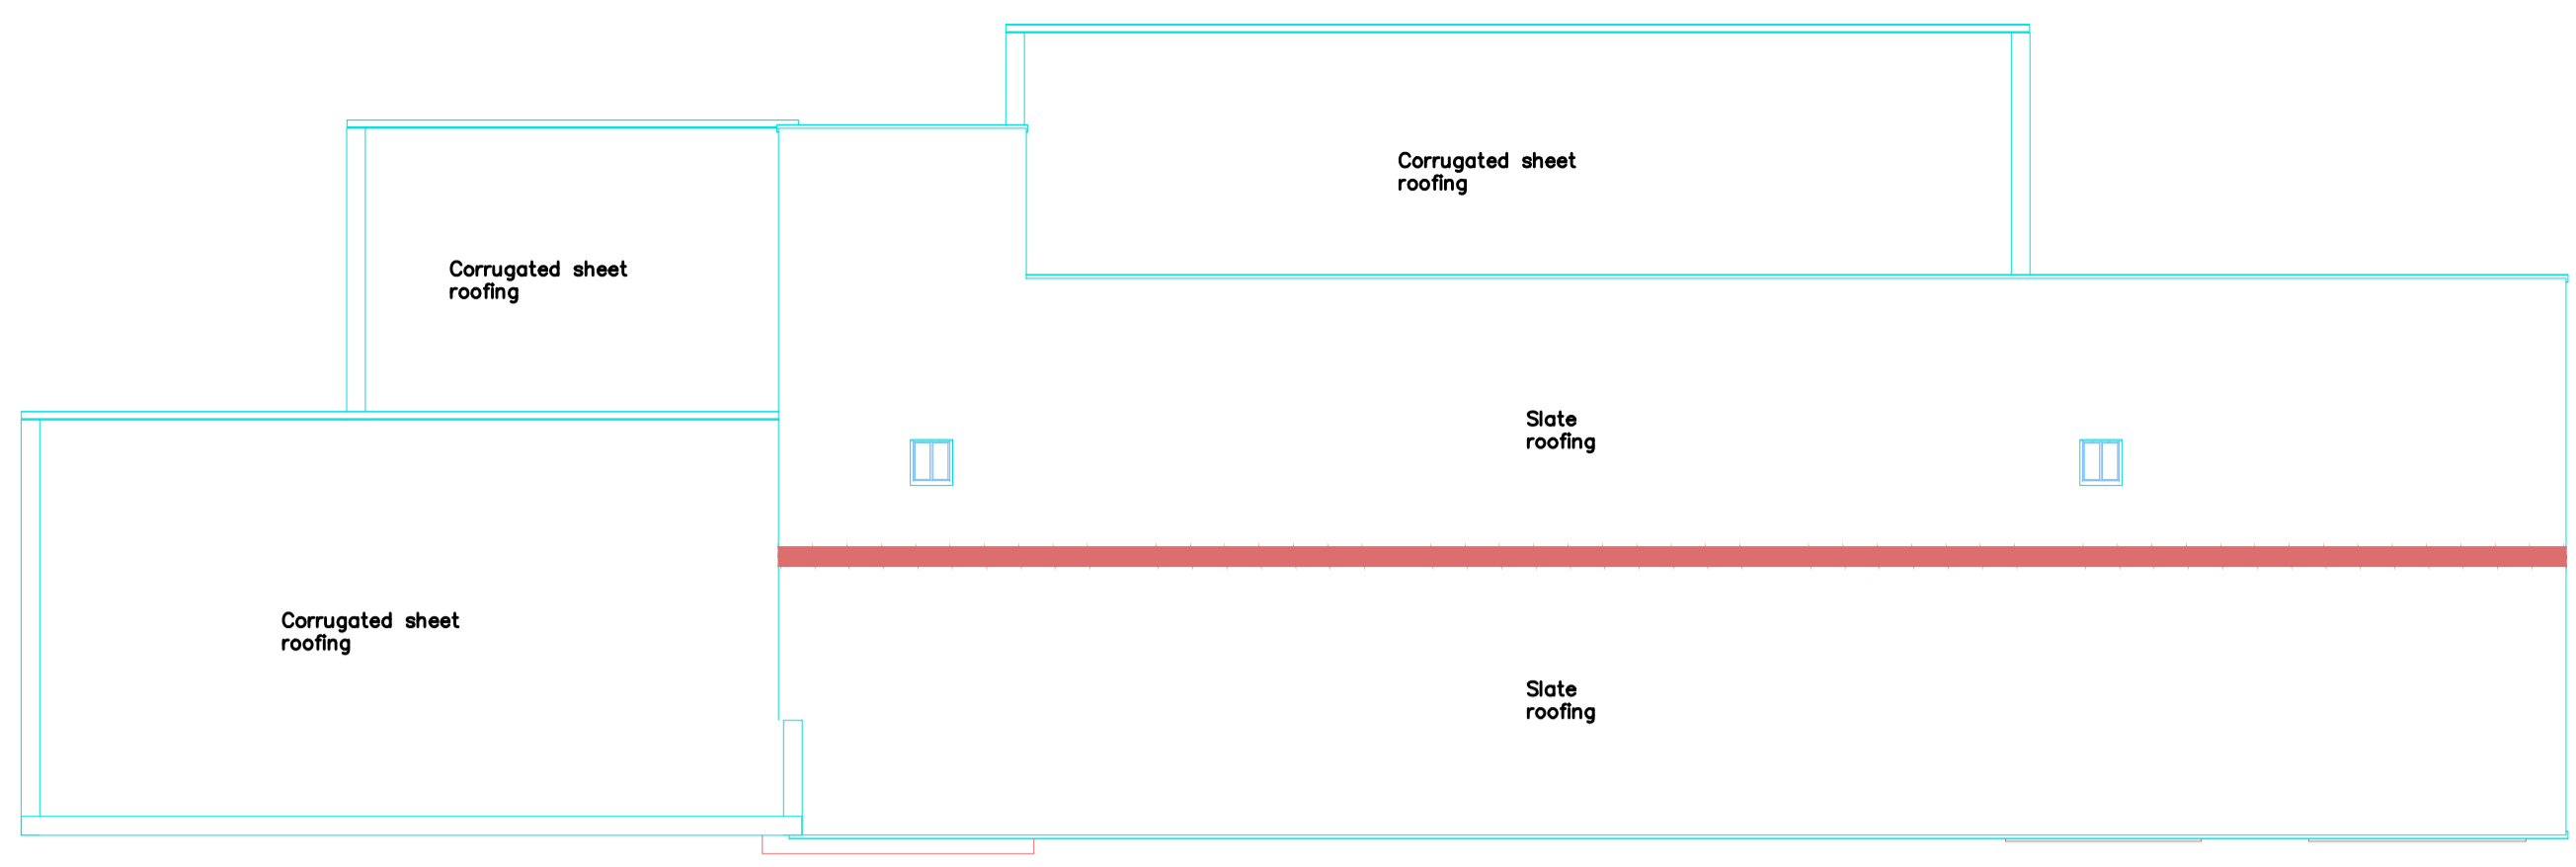 Corrugated sheet
roofing
Corrugated sheet
roofing
Slate
roofing
Corrugated sheet
roofing
Slate
roofing